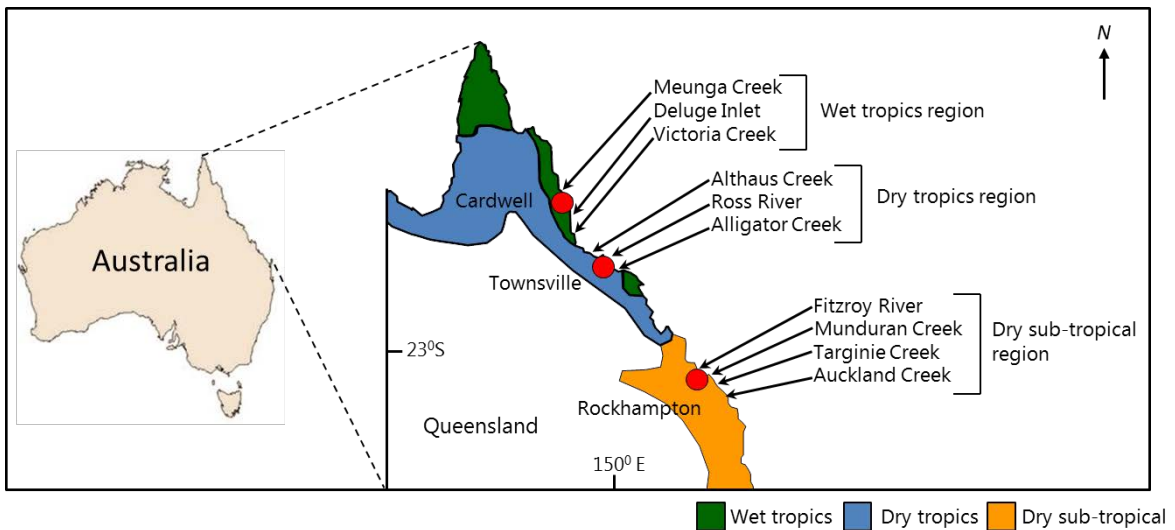 N
Meunga Creek
Deluge Inlet
Victoria Creek
Wet tropics region
Althaus Creek
Ross River
Alligator Creek
Dry tropics region
Cardwell
Australia
Townsville
Fitzroy River
Munduran Creek
Targinie Creek
Auckland Creek
Dry sub-tropical
region
23⁰S
Rockhampton
Queensland
150⁰ E
Wet tropics
Dry tropics
Dry sub-tropical